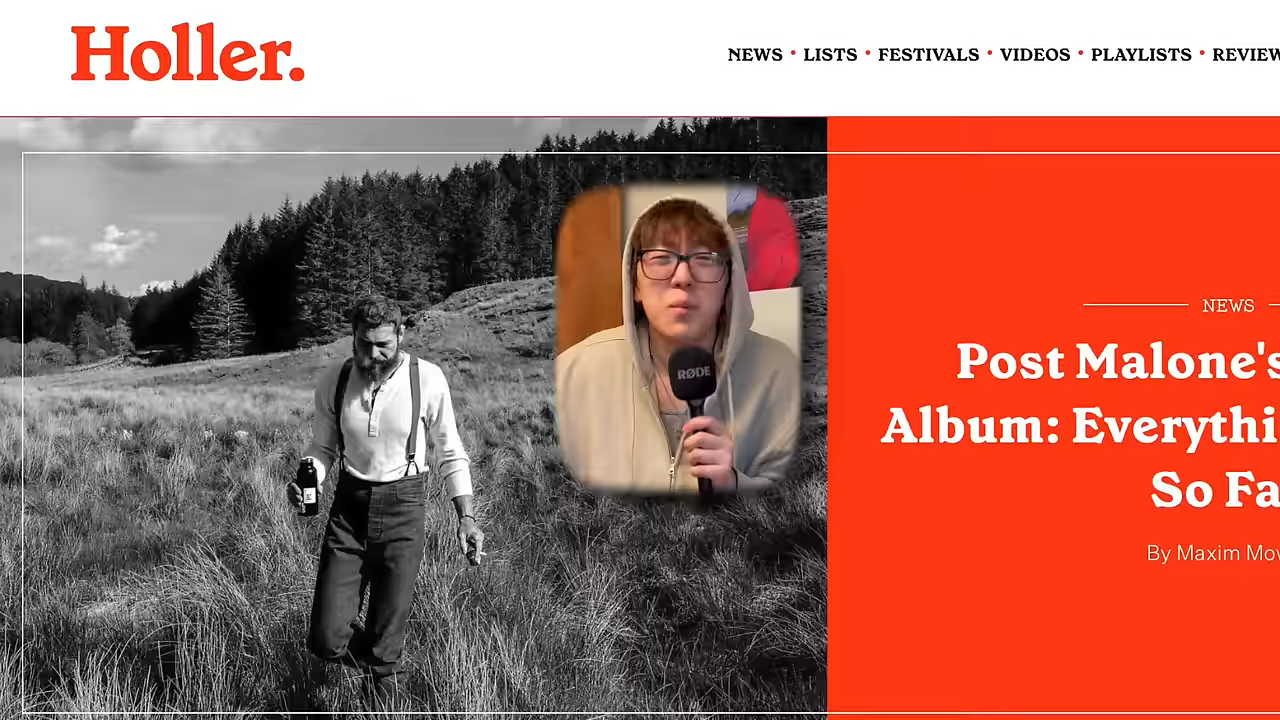 Holler.
NEWS • LISTS • FESTIVALS • VIDEOS • PLAYLISTS • REVIEW
NEWS
Post Malone's
Album: Everythi
So Fa
By Maxim Mov
RØDE